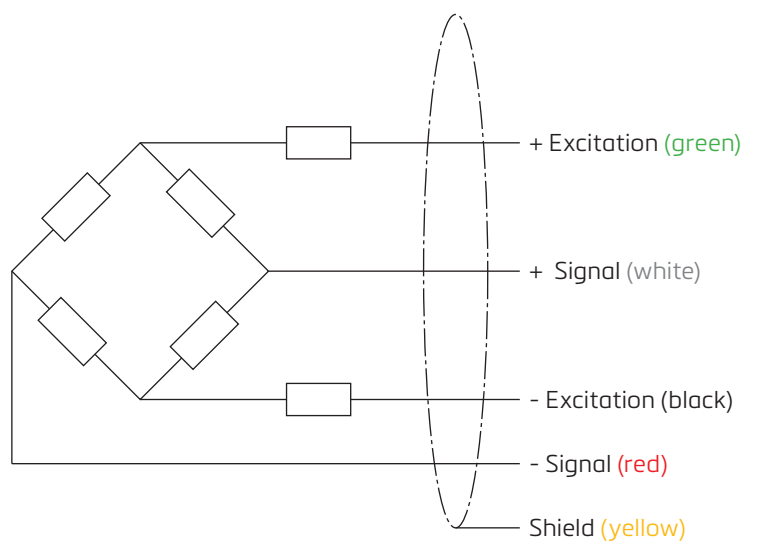 + Excitation (green)
+ Signal (white)
- Excitation (black)
- Signal (red)
Shield (yellow)